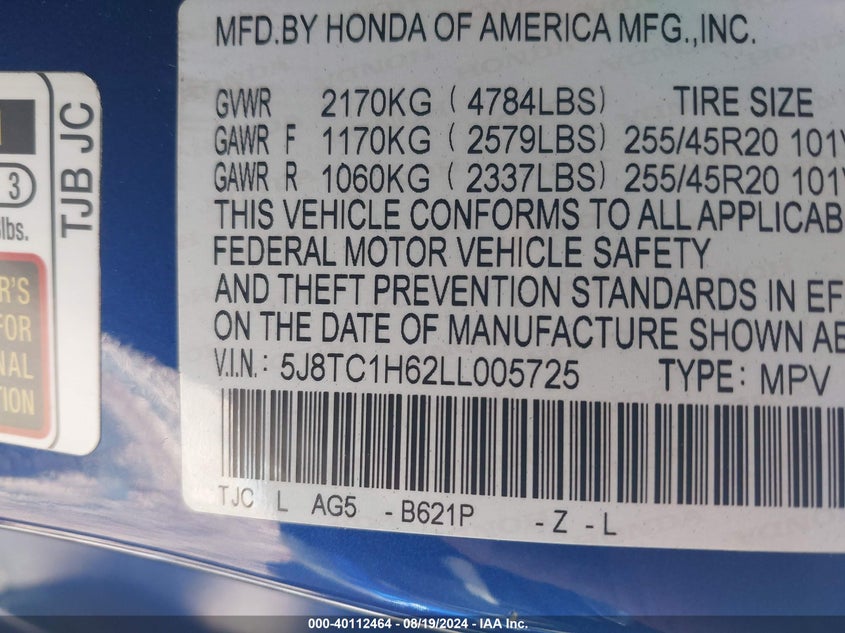 MFD.BY HONDA OF AMERICA MFG.,INC.
GVWR 2170KG ( 4784LBS) TIRE SIZE
GAWR F 1170KG ( 2579LBS) 255/45R20 101V
GAWR R 1060KG ( 2337LBS) 255/45R20 101V
THIS VEHICLE CONFORMS TO ALL APPLICAB
FEDERAL MOTOR VEHICLE SAFETY
AND THEFT PREVENTION STANDARDS IN EF
ON THE DATE OF MANUFACTURE SHOWN AB
V.I.N.: 5J8TC1H62LL005725 TYPE: MPV
TJC L AG5 -B621P -Z -L
TJB JC
3
lbs.
R'S
FOR
NAL
TION
000-40112464 - 08/19/2024 - IAA Inc.